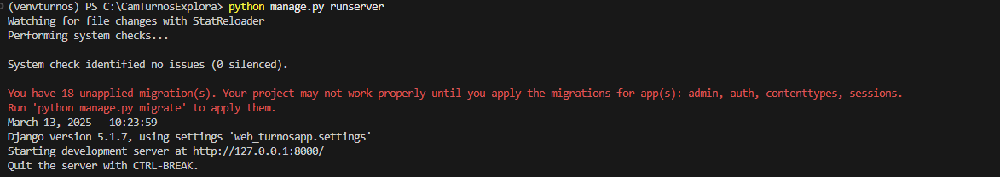 (venvturnos) PS C:\CamTurnosExplora> python manage.py runserver
Watching for file changes with StatReloader
Performing system checks...
System check identified no issues (0 silenced).
You have 18 unapplied migration(s). Your project may not work properly until you apply the migrations for app(s): admin, auth, contenttypes, sessions.
Run 'python manage.py migrate' to apply them.
March 13, 2025 - 10:23:59
Django version 5.1.7, using settings 'web_turnosapp.settings'
Starting development server at http://127.0.0.1:8000/
Quit the server with CTRL-BREAK.